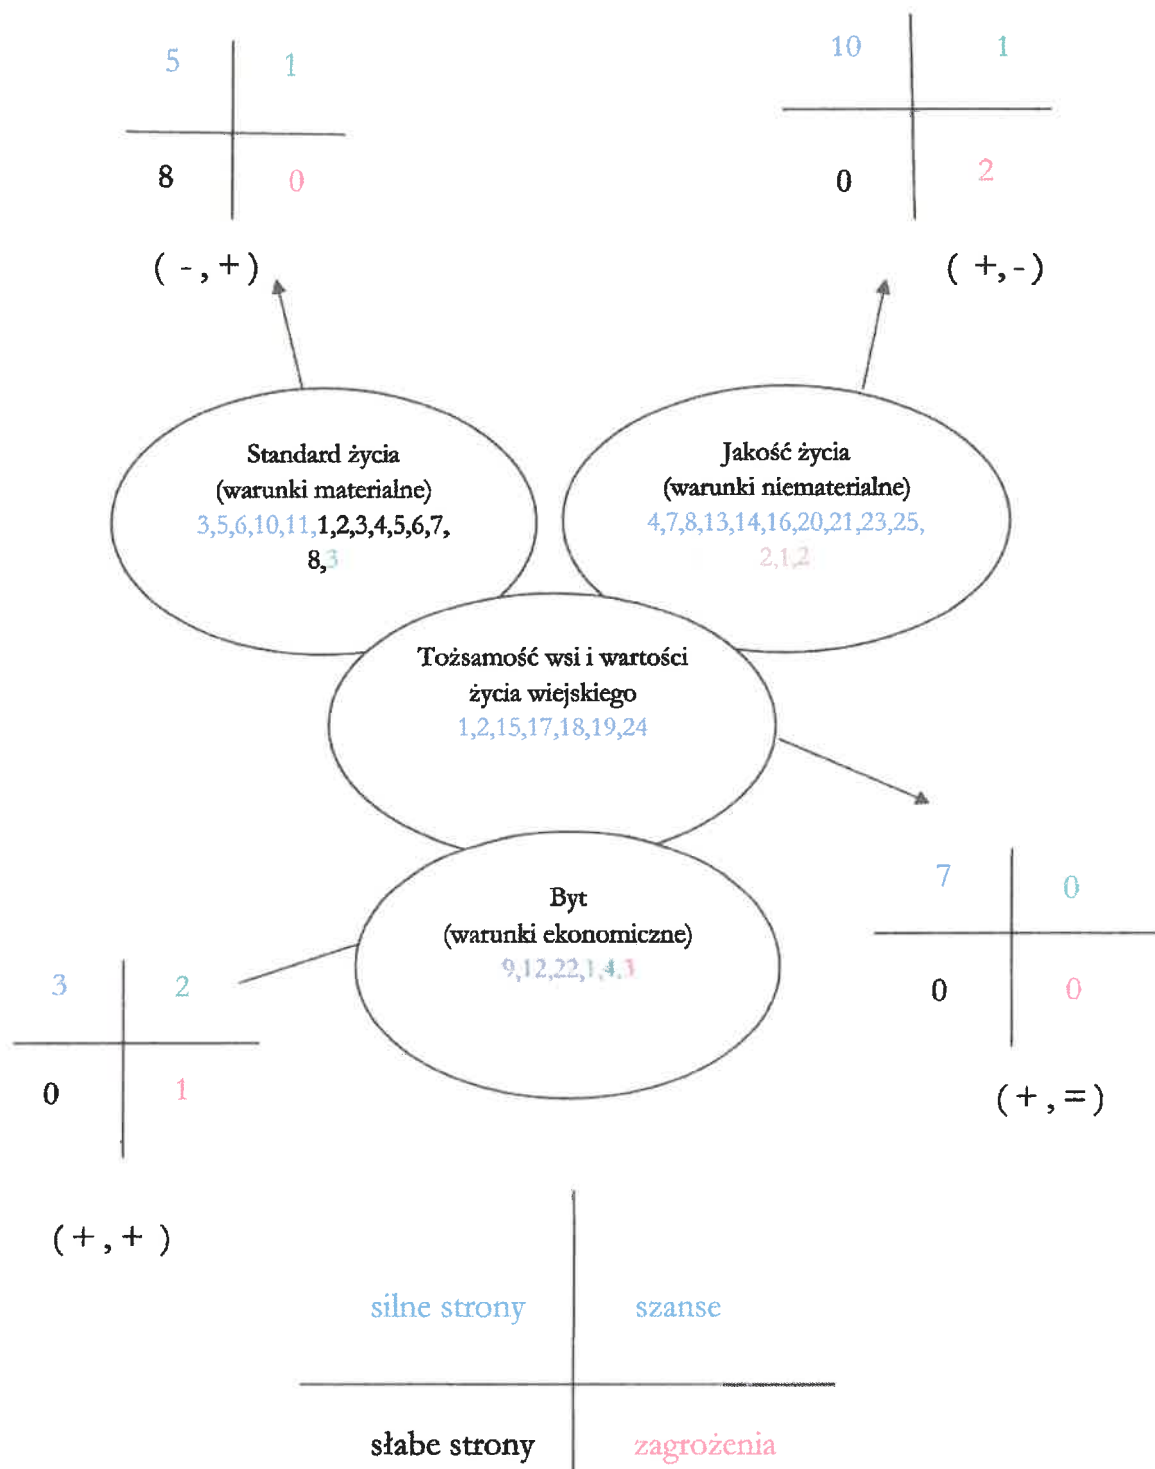 5 1
8 0
( - , + )
10 1
0 2
( +,- )
Standard życia
(warunki materialne)
3,5,6,10,11,1,2,3,4,5,6,7,
8,3
Jakość życia
(warunki niematerialne)
4,7,8,13,14,16,20,21,23,25,
2,1,2
Tożsamość wsi i wartości
życia wiejskiego
1,2,15,17,18,19,24
Byt
(warunki ekonomiczne)
9,12,22,1,4,3
7 0
0 0
( + , = )
3 2
0 1
( + , + )
silne strony szanse
słabe strony zagrożenia